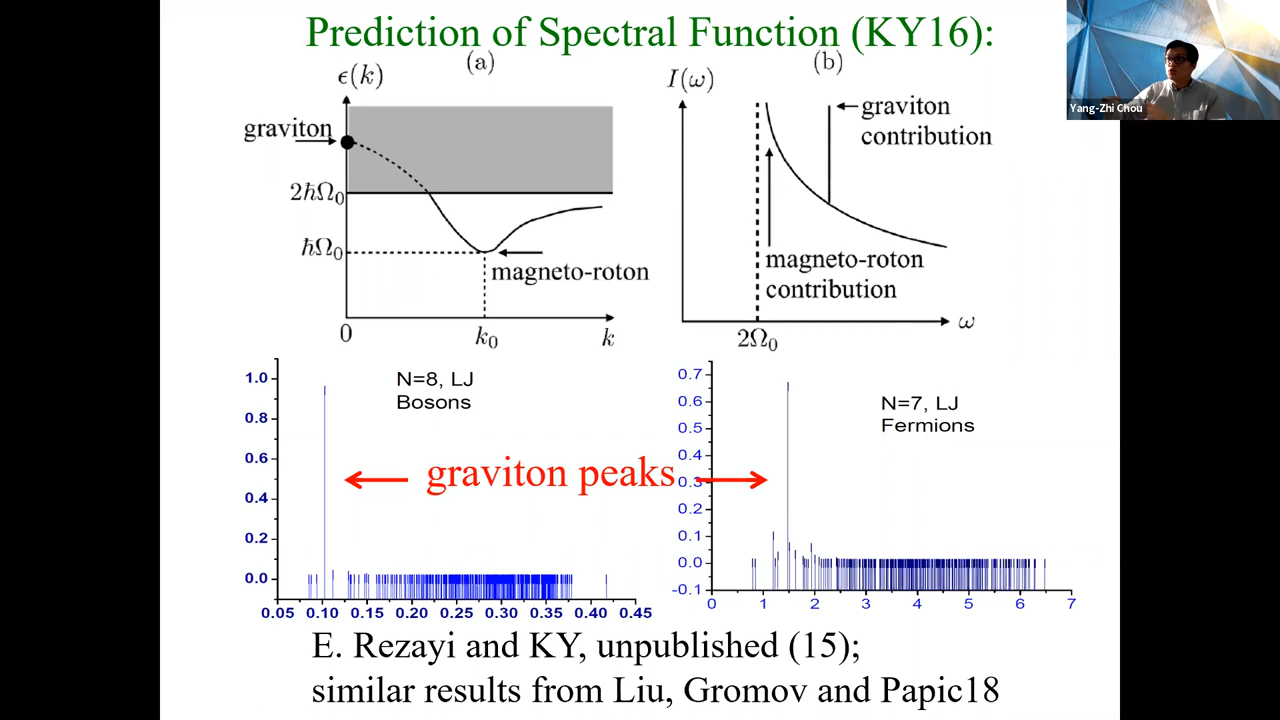 Prediction of Spectral Function (KY16):
(a)
ϵ(k)
graviton
2ħΩ₀
ħΩ₀
magneto-roton
0
k₀
k
(b)
I(ω)
graviton
contribution
magneto-roton
contribution
2Ω₀
ω
Yang-Zhi Chou
N=8, LJ
Bosons
1.0
0.8
0.6
0.4
0.2
0.0
0.05 0.10 0.15 0.20 0.25 0.30 0.35 0.40 0.45
graviton peaks
N=7, LJ
Fermions
0.7
0.6
0.5
0.4
0.3
0.2
0.1
0.0
-0.1
0 1 2 3 4 5 6 7
E. Rezayi and KY, unpublished (15);
similar results from Liu, Gromov and Papic18